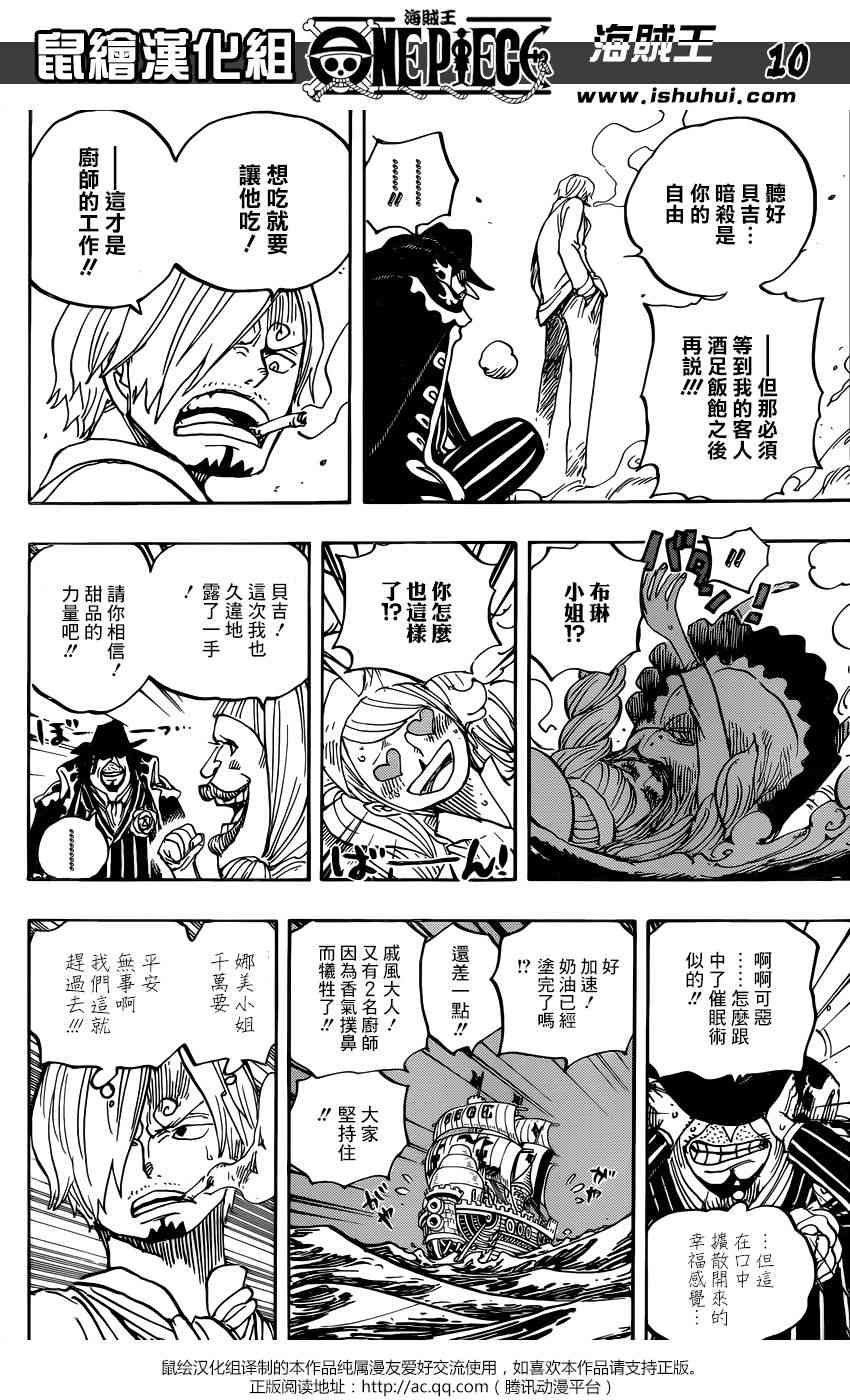 鼠繪漢化組
海賊王
ONE PIECE
海賊王
www.ishuhui.com
10
聽好
貝吉…
暗殺是
你的
自由
………
——但那必須
等到我的客人
酒足飯飽之後
再説!!!
想吃就要
讓他吃!
——這才是
廚師的工作!!
!!
バタン!
布琳
小姐!?
你怎麼
也這樣
了!?
ばーーん!
貝吉!
這次我也
久違地
露了一手
!
請你相信!
甜品的
力量吧!!
ぼーっ
………
啊啊可惡
……怎麼跟
中了催眠術
似的!!
…但這
在口中
擴散開來的
幸福感覺…
好
加速!
奶油已經
塗完了嗎
!?
還差一點!!
戚風大人!
又有2名廚師
因為香氣撲鼻
而犧牲了!!
大家
堅持住
!!
娜美小姐
千萬要
平安
無事啊
我們這就
趕過去!!!
鼠绘汉化组译制的本作品纯属漫友爱好交流使用，如喜欢本作品请支持正版。
正版阅读地址：http://ac.qq.com（腾讯动漫平台）